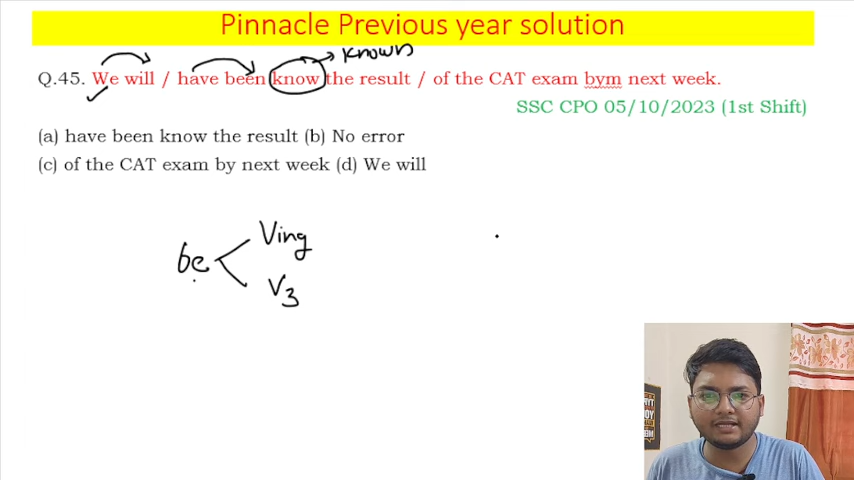 Pinnacle Previous year solution
known
Q.45. We will / have been know the result / of the CAT exam bym next week.
SSC CPO 05/10/2023 (1st Shift)
(a) have been know the result (b) No error
(c) of the CAT exam by next week (d) We will
Ving
be
V3